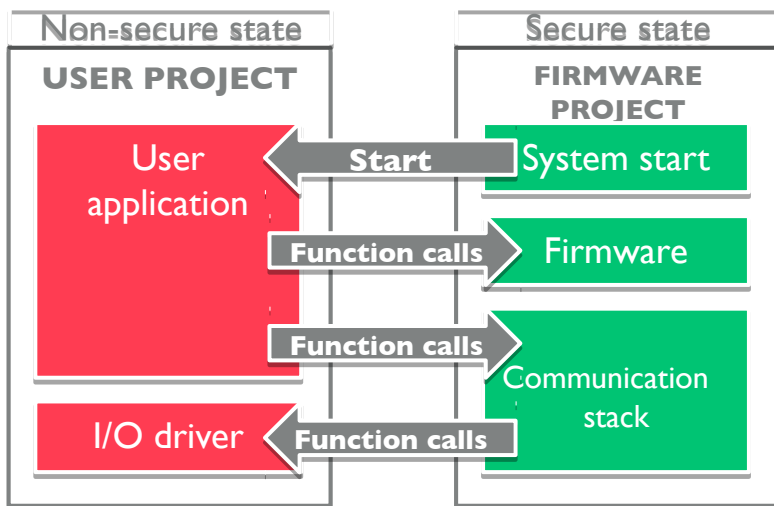 Non-secure state
Secure state
USER PROJECT
FIRMWARE
PROJECT
User
application
Start
System start
Function calls
Firmware
Function calls
Communication
stack
I/O driver
Function calls